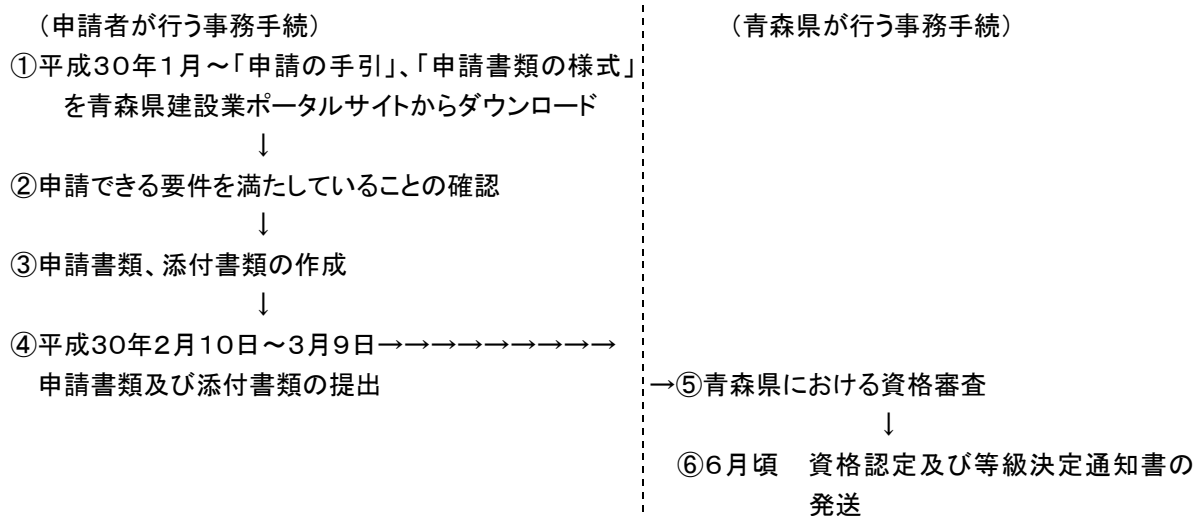 （申請者が行う事務手続）
（青森県が行う事務手続）
①平成３０年１月～「申請の手引」、「申請書類の様式」
を青森県建設業ポータルサイトからダウンロード
↓
②申請できる要件を満たしていることの確認
↓
③申請書類、添付書類の作成
↓
④平成３０年２月１０日～３月９日→→→→→→→→→
申請書類及び添付書類の提出
→⑤青森県における資格審査
↓
⑥６月頃　資格認定及び等級決定通知書の
発送